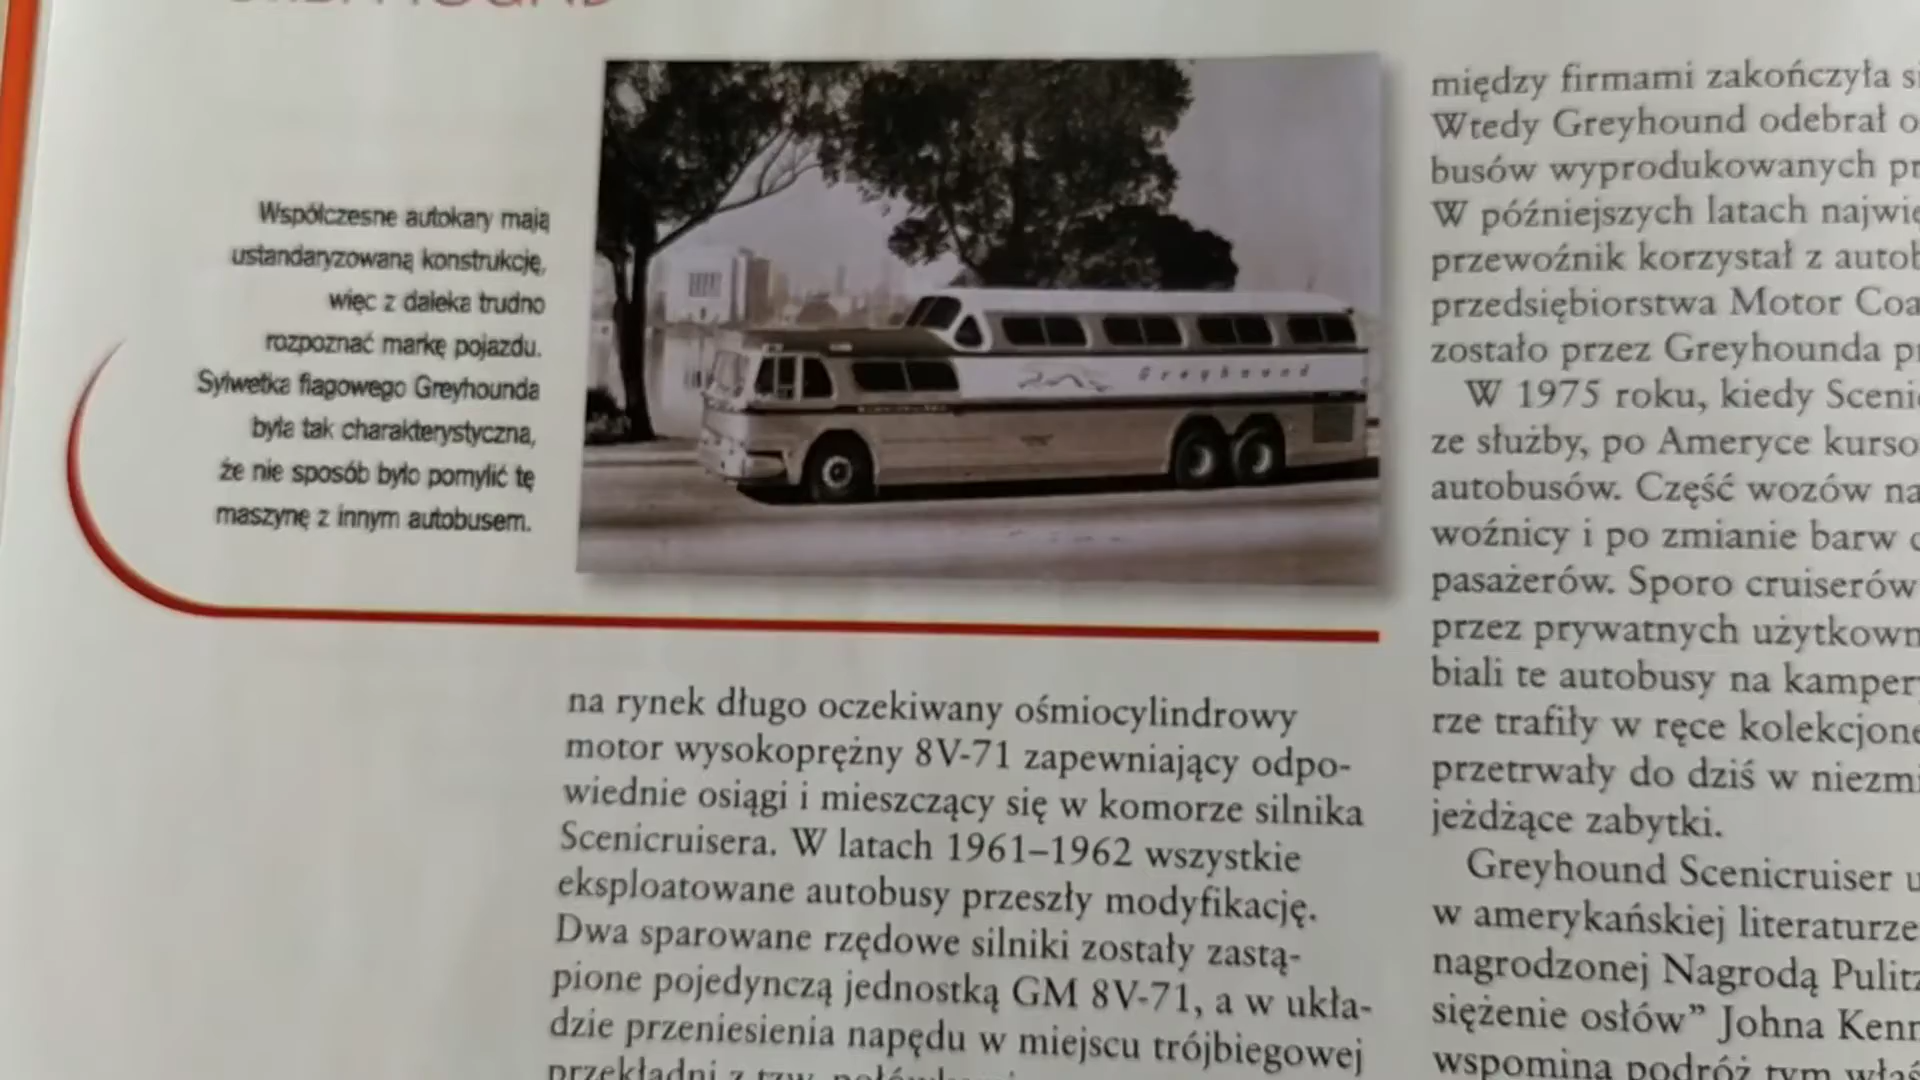 Współczesne autokary mają
ustandaryzowaną konstrukcję,
więc z daleka trudno
rozpoznać markę pojazdu.
Sylwetka flagowego Greyhounda
była tak charakterystyczna,
że nie sposób było pomylić tę
maszynę z innym autobusem.
Greyhound
na rynek długo oczekiwany ośmiocylindrowy
motor wysokoprężny 8V-71 zapewniający odpo-
wiednie osiągi i mieszczący się w komorze silnika
Scenicruisera. W latach 1961–1962 wszystkie
eksploatowane autobusy przeszły modyfikację.
Dwa sparowane rzędowe silniki zostały zastą-
pione pojedynczą jednostką GM 8V-71, a w ukła-
dzie przeniesienia napędu w miejscu trójbiegowej
przekładni z tzw.
między firmami zakończyła
Wtedy Greyhound odebrał
busów wyprodukowanych
W późniejszych latach
przewoźnik korzystał z
przedsiębiorstwa Motor
zostało przez Greyhounda
W 1975 roku, kiedy
ze służby, po Ameryce
autobusów. Część wozów
woźnicy i po zmianie barw
pasażerów. Sporo cruiserów
przez prywatnych
biali te autobusy na
rze trafiły w ręce
przetrwały do dziś w
jeżdżące zabytki.
Greyhound Scenicruiser
w amerykańskiej literaturze
nagrodzonej Nagrodą
siężenie osłów” Johna
wspomina podróż tym